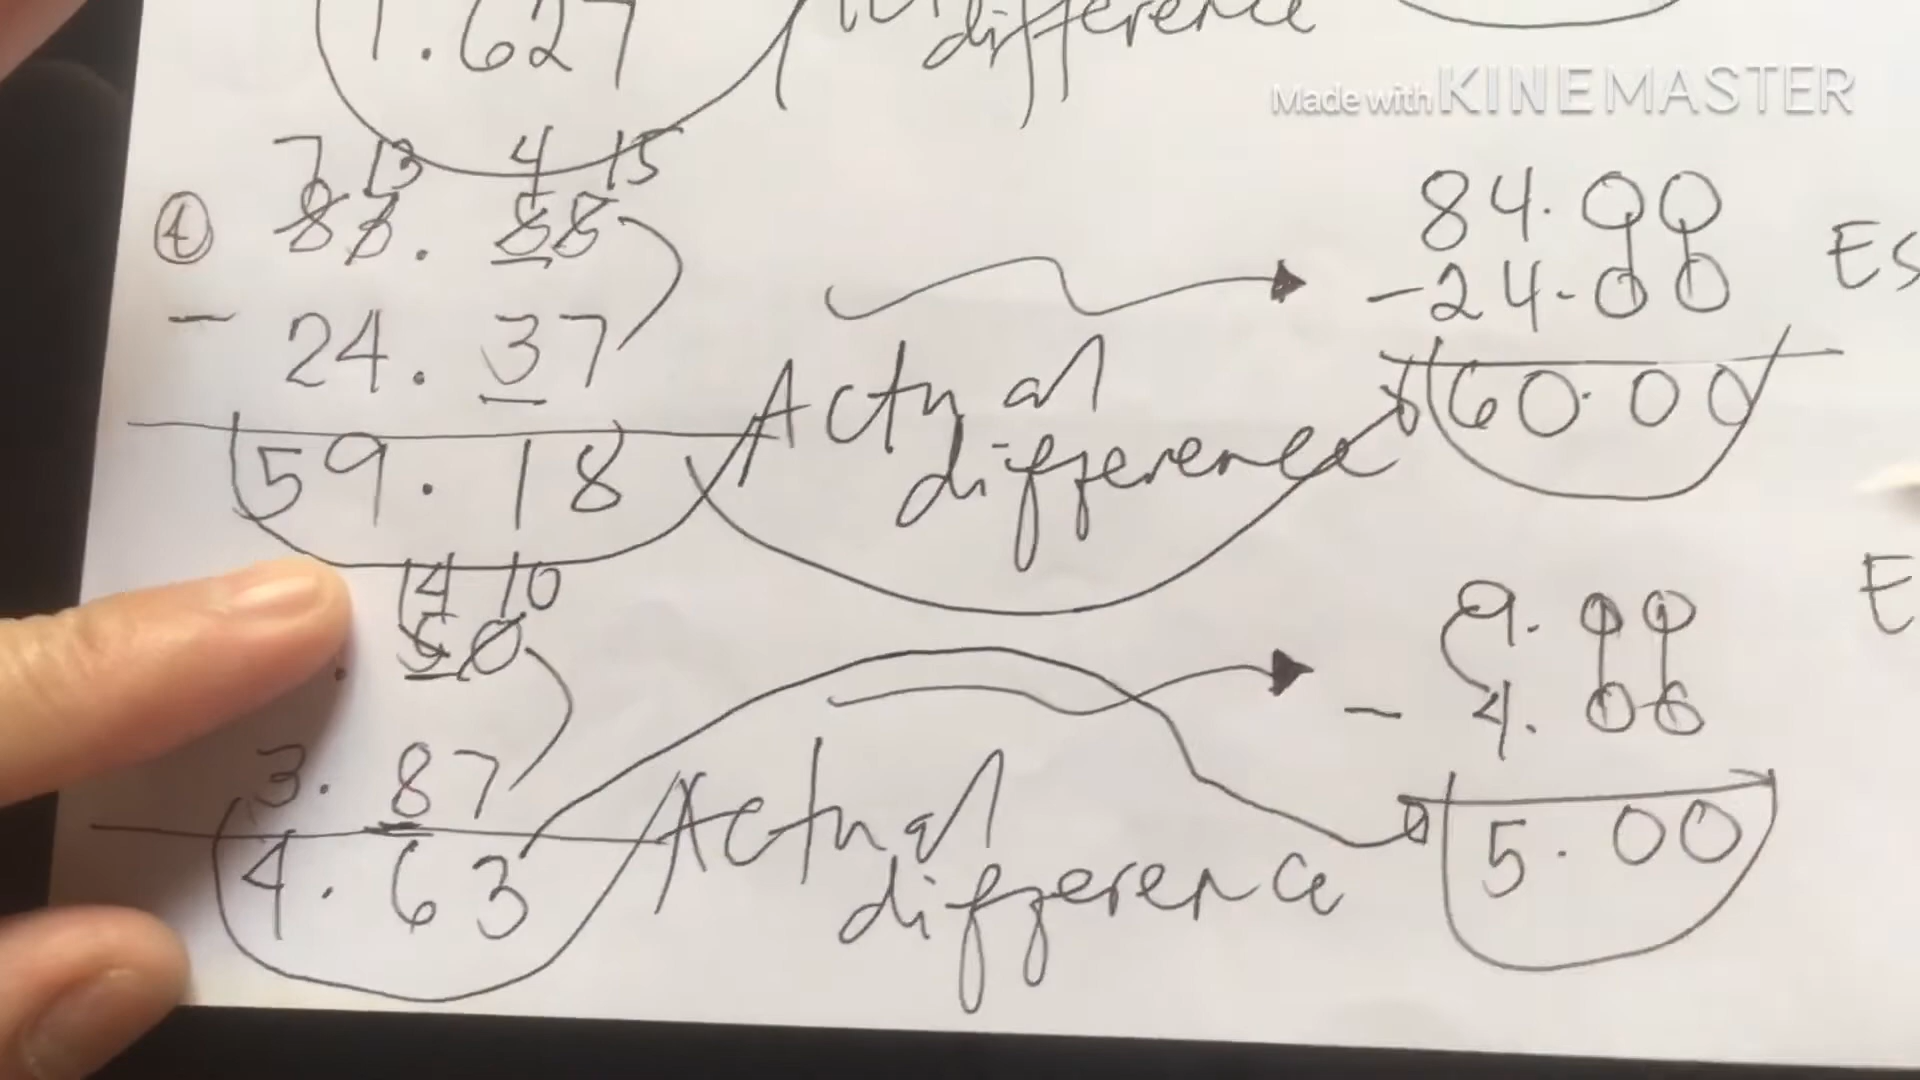 1.627
difference
Made with KINEMASTER
7 13 4 15
④ 83.55
- 24.37
59.18
Actual
difference
84.00
-24.00
60.00
Es
14 10
.50
3.87
4.63
Actual
difference
9.00
- 4.00
5.00
E